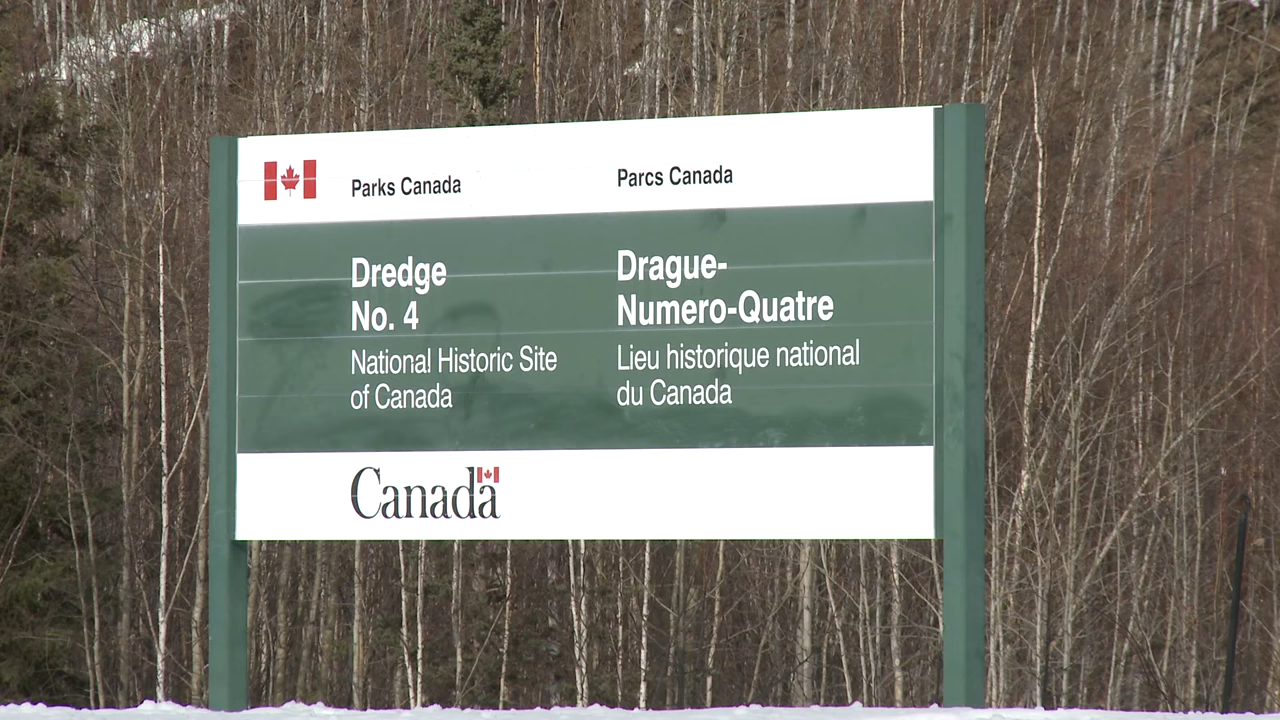 Parks Canada
Parcs Canada
Dredge
No. 4
National Historic Site
of Canada
Drague-
Numero-Quatre
Lieu historique national
du Canada
Canada